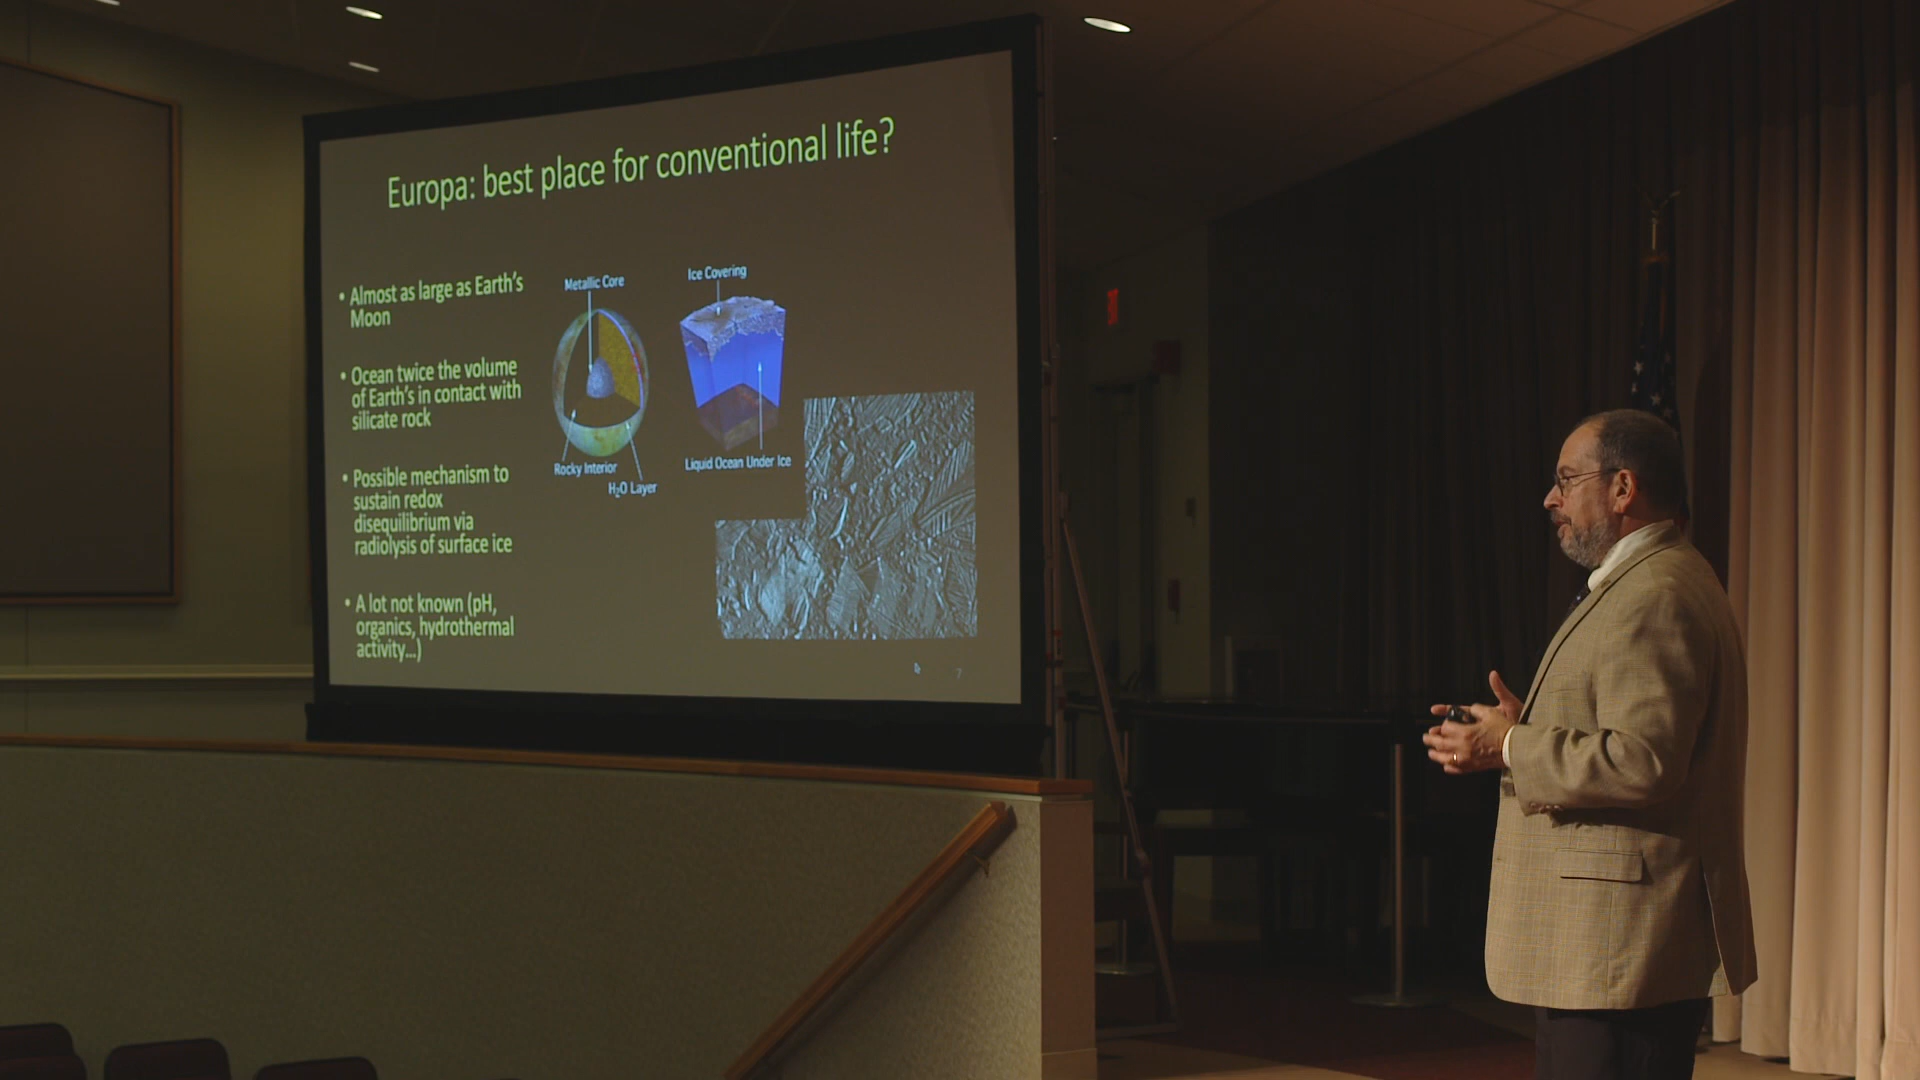 Europa: best place for conventional life?
• Almost as large as Earth's
Moon
• Ocean twice the volume
of Earth's in contact with
silicate rock
• Possible mechanism to
sustain redox
disequilibrium via
radiolysis of surface ice
• A lot not known (pH,
organics, hydrothermal
activity...)
Metallic Core
Rocky Interior
H₂O Layer
Ice Covering
Liquid Ocean Under Ice
7